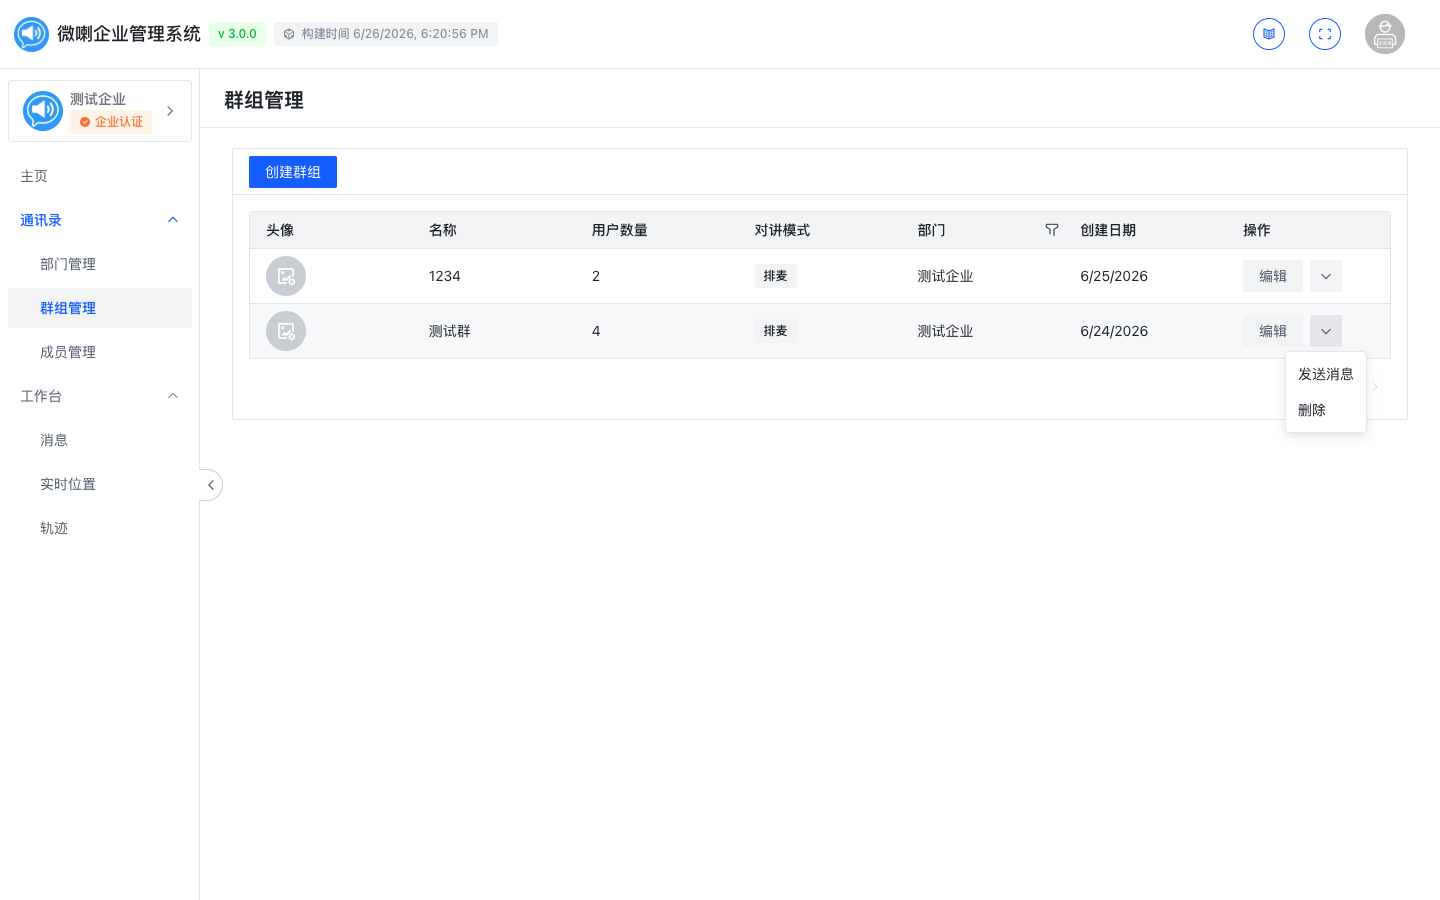 微喇企业管理系统 v 3.0.0 构建时间 6/26/2026, 6:20:56 PM
测试企业
企业认证
主页
通讯录
部门管理
群组管理
成员管理
工作台
消息
实时位置
轨迹
群组管理
创建群组
头像 名称 用户数量 对讲模式 部门 创建日期 操作
1234 2 排麦 测试企业 6/25/2026 编辑
测试群 4 排麦 测试企业 6/24/2026 编辑
发送消息
删除